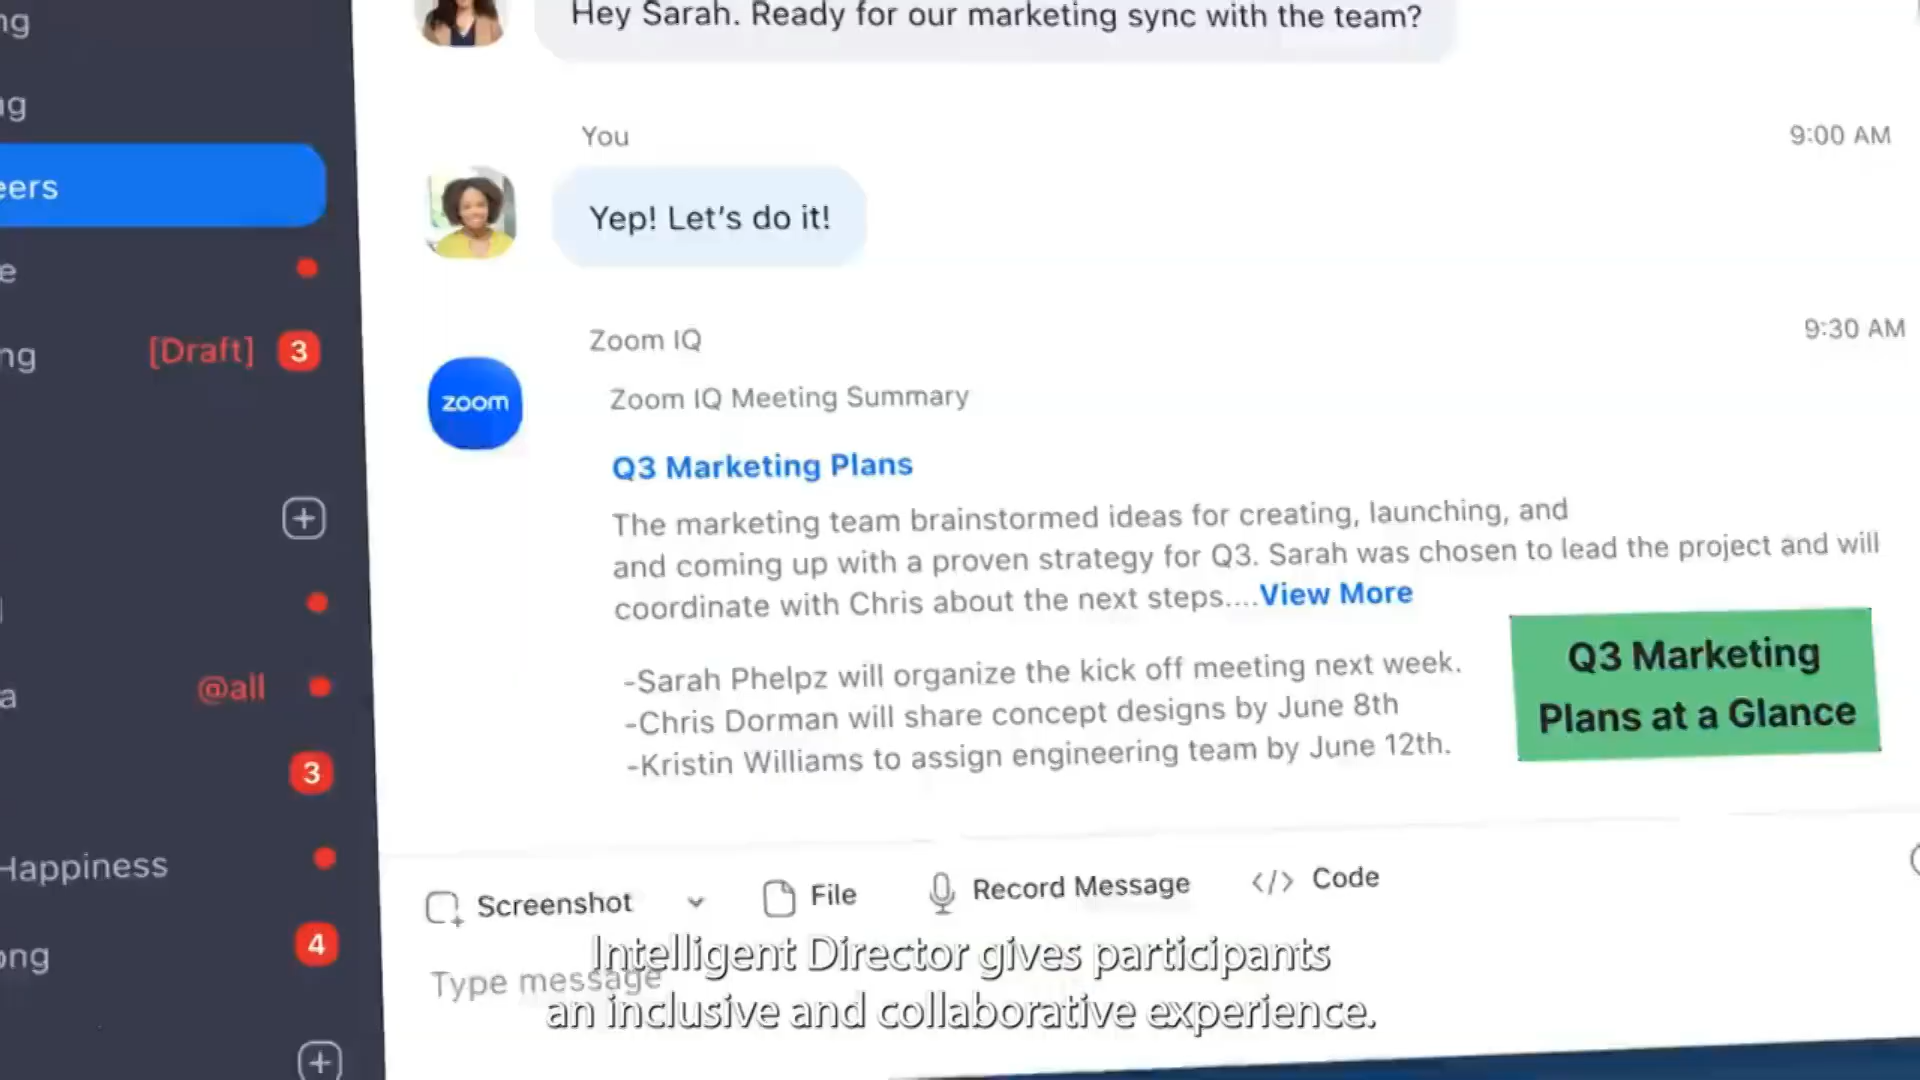 Hey Sarah. Ready for our marketing sync with the team?
You
9:00 AM
Yep! Let's do it!
Zoom IQ
9:30 AM
zoom
Zoom IQ Meeting Summary
Q3 Marketing Plans
The marketing team brainstormed ideas for creating, launching, and
and coming up with a proven strategy for Q3. Sarah was chosen to lead the project and will
coordinate with Chris about the next steps....View More
-Sarah Phelpz will organize the kick off meeting next week.
-Chris Dorman will share concept designs by June 8th
-Kristin Williams to assign engineering team by June 12th.
Q3 Marketing
Plans at a Glance
Screenshot
File
Record Message
</> Code
Type message
Intelligent Director gives participants
an inclusive and collaborative experience.
ng
ng
eers
e
ng [Draft] 3
a @all
3
Happiness
ong 4